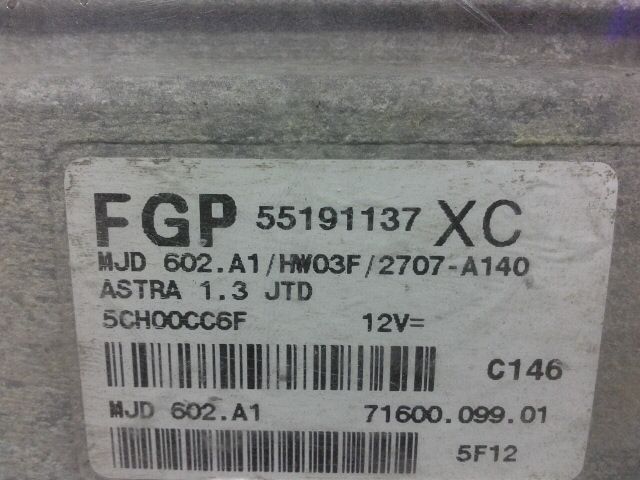 FGP 55191137 XC
MJD 602.A1/HW03F/2707-A140
ASTRA 1.3 JTD
5CH00CC6F 12V=
C146
MJD 602.A1 71600.099.01
5F12